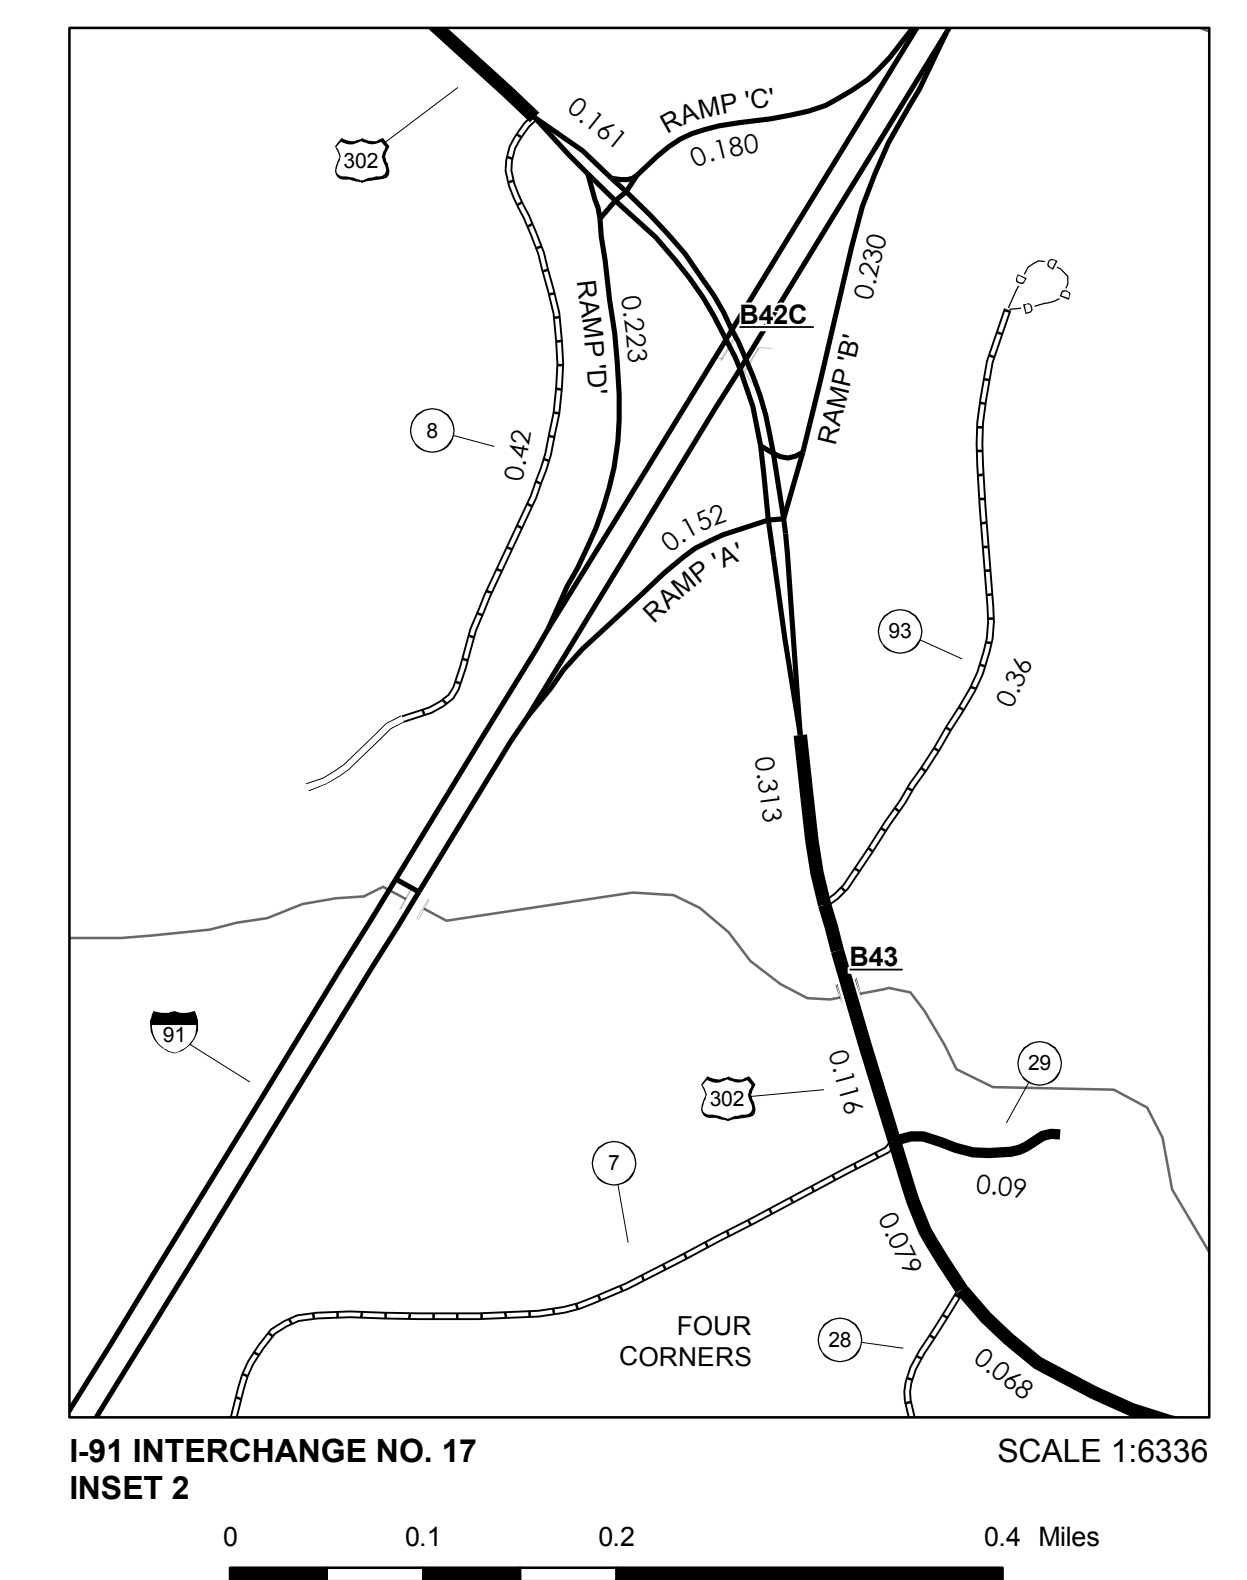 RAMP 'C'
0.161
0.180
302
0.230
B42C
RAMP 'D'
0.223
RAMP 'B'
8
0.42
0.152
RAMP 'A'
93
0.36
0.313
B43
91
0.116
302
29
7
0.09
0.079
FOUR
CORNERS
28
0.068
D
D
D
D
I-91 INTERCHANGE NO. 17
SCALE 1:6336
INSET 2
0 0.1 0.2 0.4 Miles